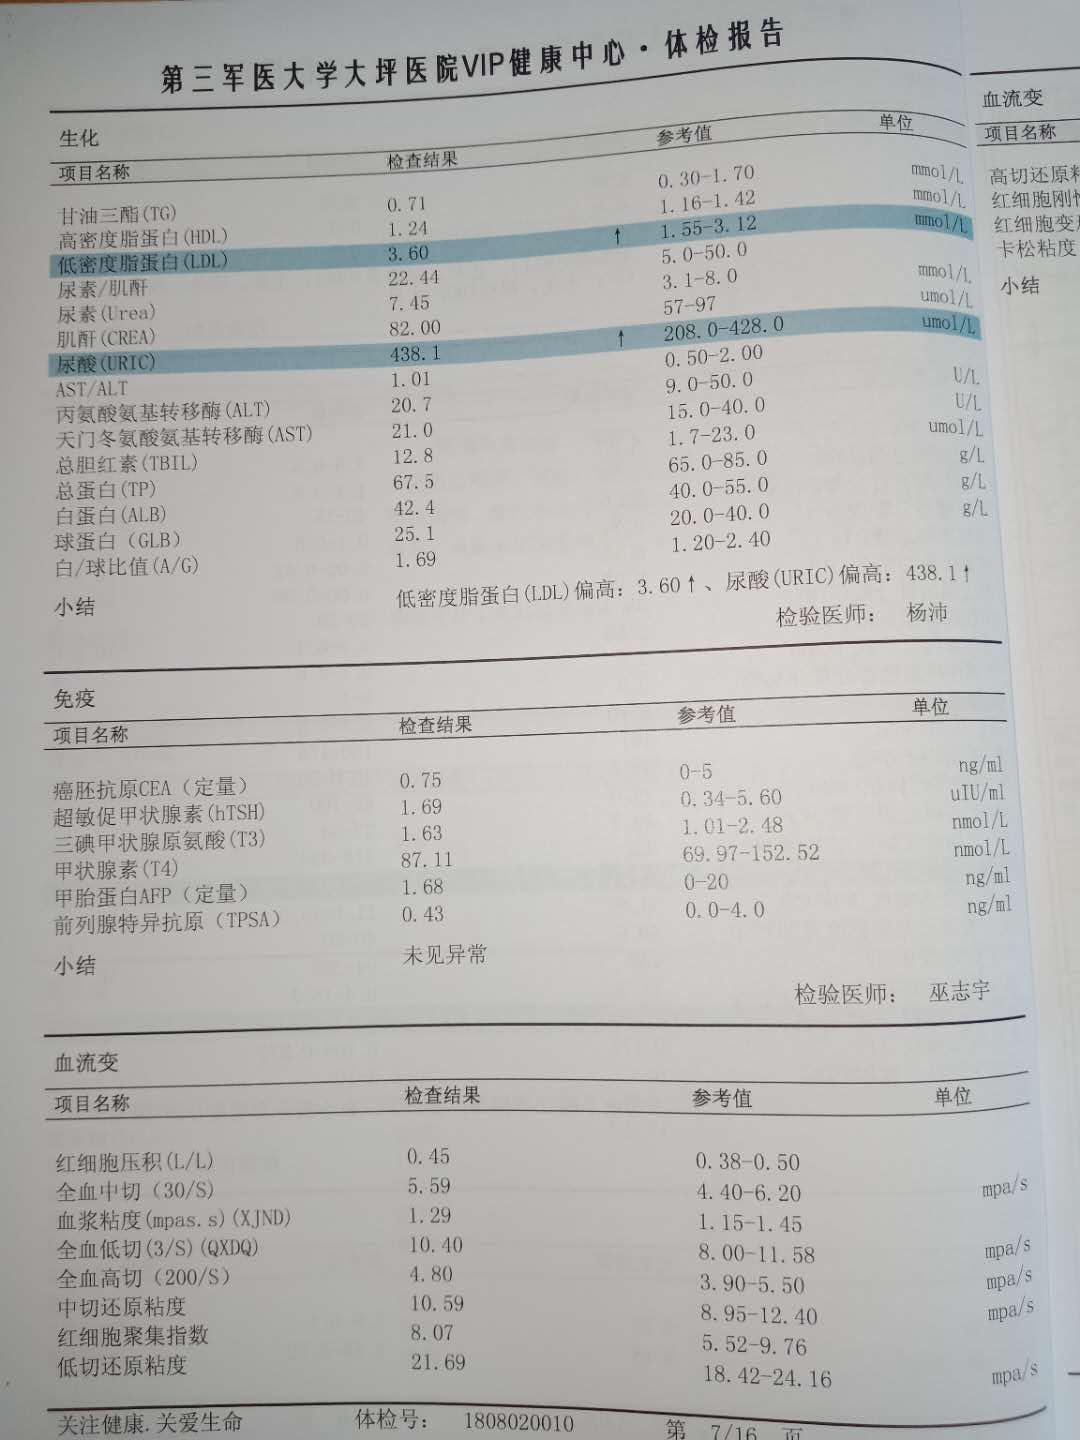 第三军医大学大坪医院VIP健康中心·体检报告
生化
项目名称 检查结果 参考值 单位
甘油三酯(TG) 0.71 0.30-1.70 mmol/L
高密度脂蛋白(HDL) 1.24 1.16-1.42 mmol/L
低密度脂蛋白(LDL) 3.60 ↑ 1.55-3.12 mmol/L
尿素/肌酐 22.44 5.0-50.0
尿素(Urea) 7.45 3.1-8.0 mmol/L
肌酐(CREA) 82.00 57-97 umol/L
尿酸(URIC) 438.1 ↑ 208.0-428.0 umol/L
AST/ALT 1.01 0.50-2.00
丙氨酸氨基转移酶(ALT) 20.7 9.0-50.0 U/L
天门冬氨酸氨基转移酶(AST) 21.0 15.0-40.0 U/L
总胆红素(TBIL) 12.8 1.7-23.0 umol/L
总蛋白(TP) 67.5 65.0-85.0 g/L
白蛋白(ALB) 42.4 40.0-55.0 g/L
球蛋白（GLB） 25.1 20.0-40.0 g/L
白/球比值(A/G) 1.69 1.20-2.40
小结 低密度脂蛋白(LDL)偏高：3.60↑、尿酸(URIC)偏高：438.1↑
检验医师： 杨沛
免疫
项目名称 检查结果 参考值 单位
癌胚抗原CEA（定量） 0.75 0-5 ng/ml
超敏促甲状腺素(hTSH) 1.69 0.34-5.60 uIU/ml
三碘甲状腺原氨酸(T3) 1.63 1.01-2.48 nmol/L
甲状腺素(T4) 87.11 69.97-152.52 nmol/L
甲胎蛋白AFP（定量） 1.68 0-20 ng/ml
前列腺特异抗原（TPSA） 0.43 0.0-4.0 ng/ml
小结 未见异常
检验医师： 巫志宇
血流变
项目名称 检查结果 参考值 单位
红细胞压积(L/L) 0.45 0.38-0.50
全血中切（30/S) 5.59 4.40-6.20 mpa/s
血浆粘度(mpas.s)(XJND) 1.29 1.15-1.45
全血低切(3/S)(QXDQ) 10.40 8.00-11.58 mpa/s
全血高切（200/S） 4.80 3.90-5.50 mpa/s
中切还原粘度 10.59 8.95-12.40 mpa/s
红细胞聚集指数 8.07 5.52-9.76
低切还原粘度 21.69 18.42-24.16 mpa/s
关注健康.关爱生命 体检号： 1808020010 第 7/16 页
血流变
项目名称
高切还原粘
红细胞刚性
红细胞变形
卡松粘度
小结